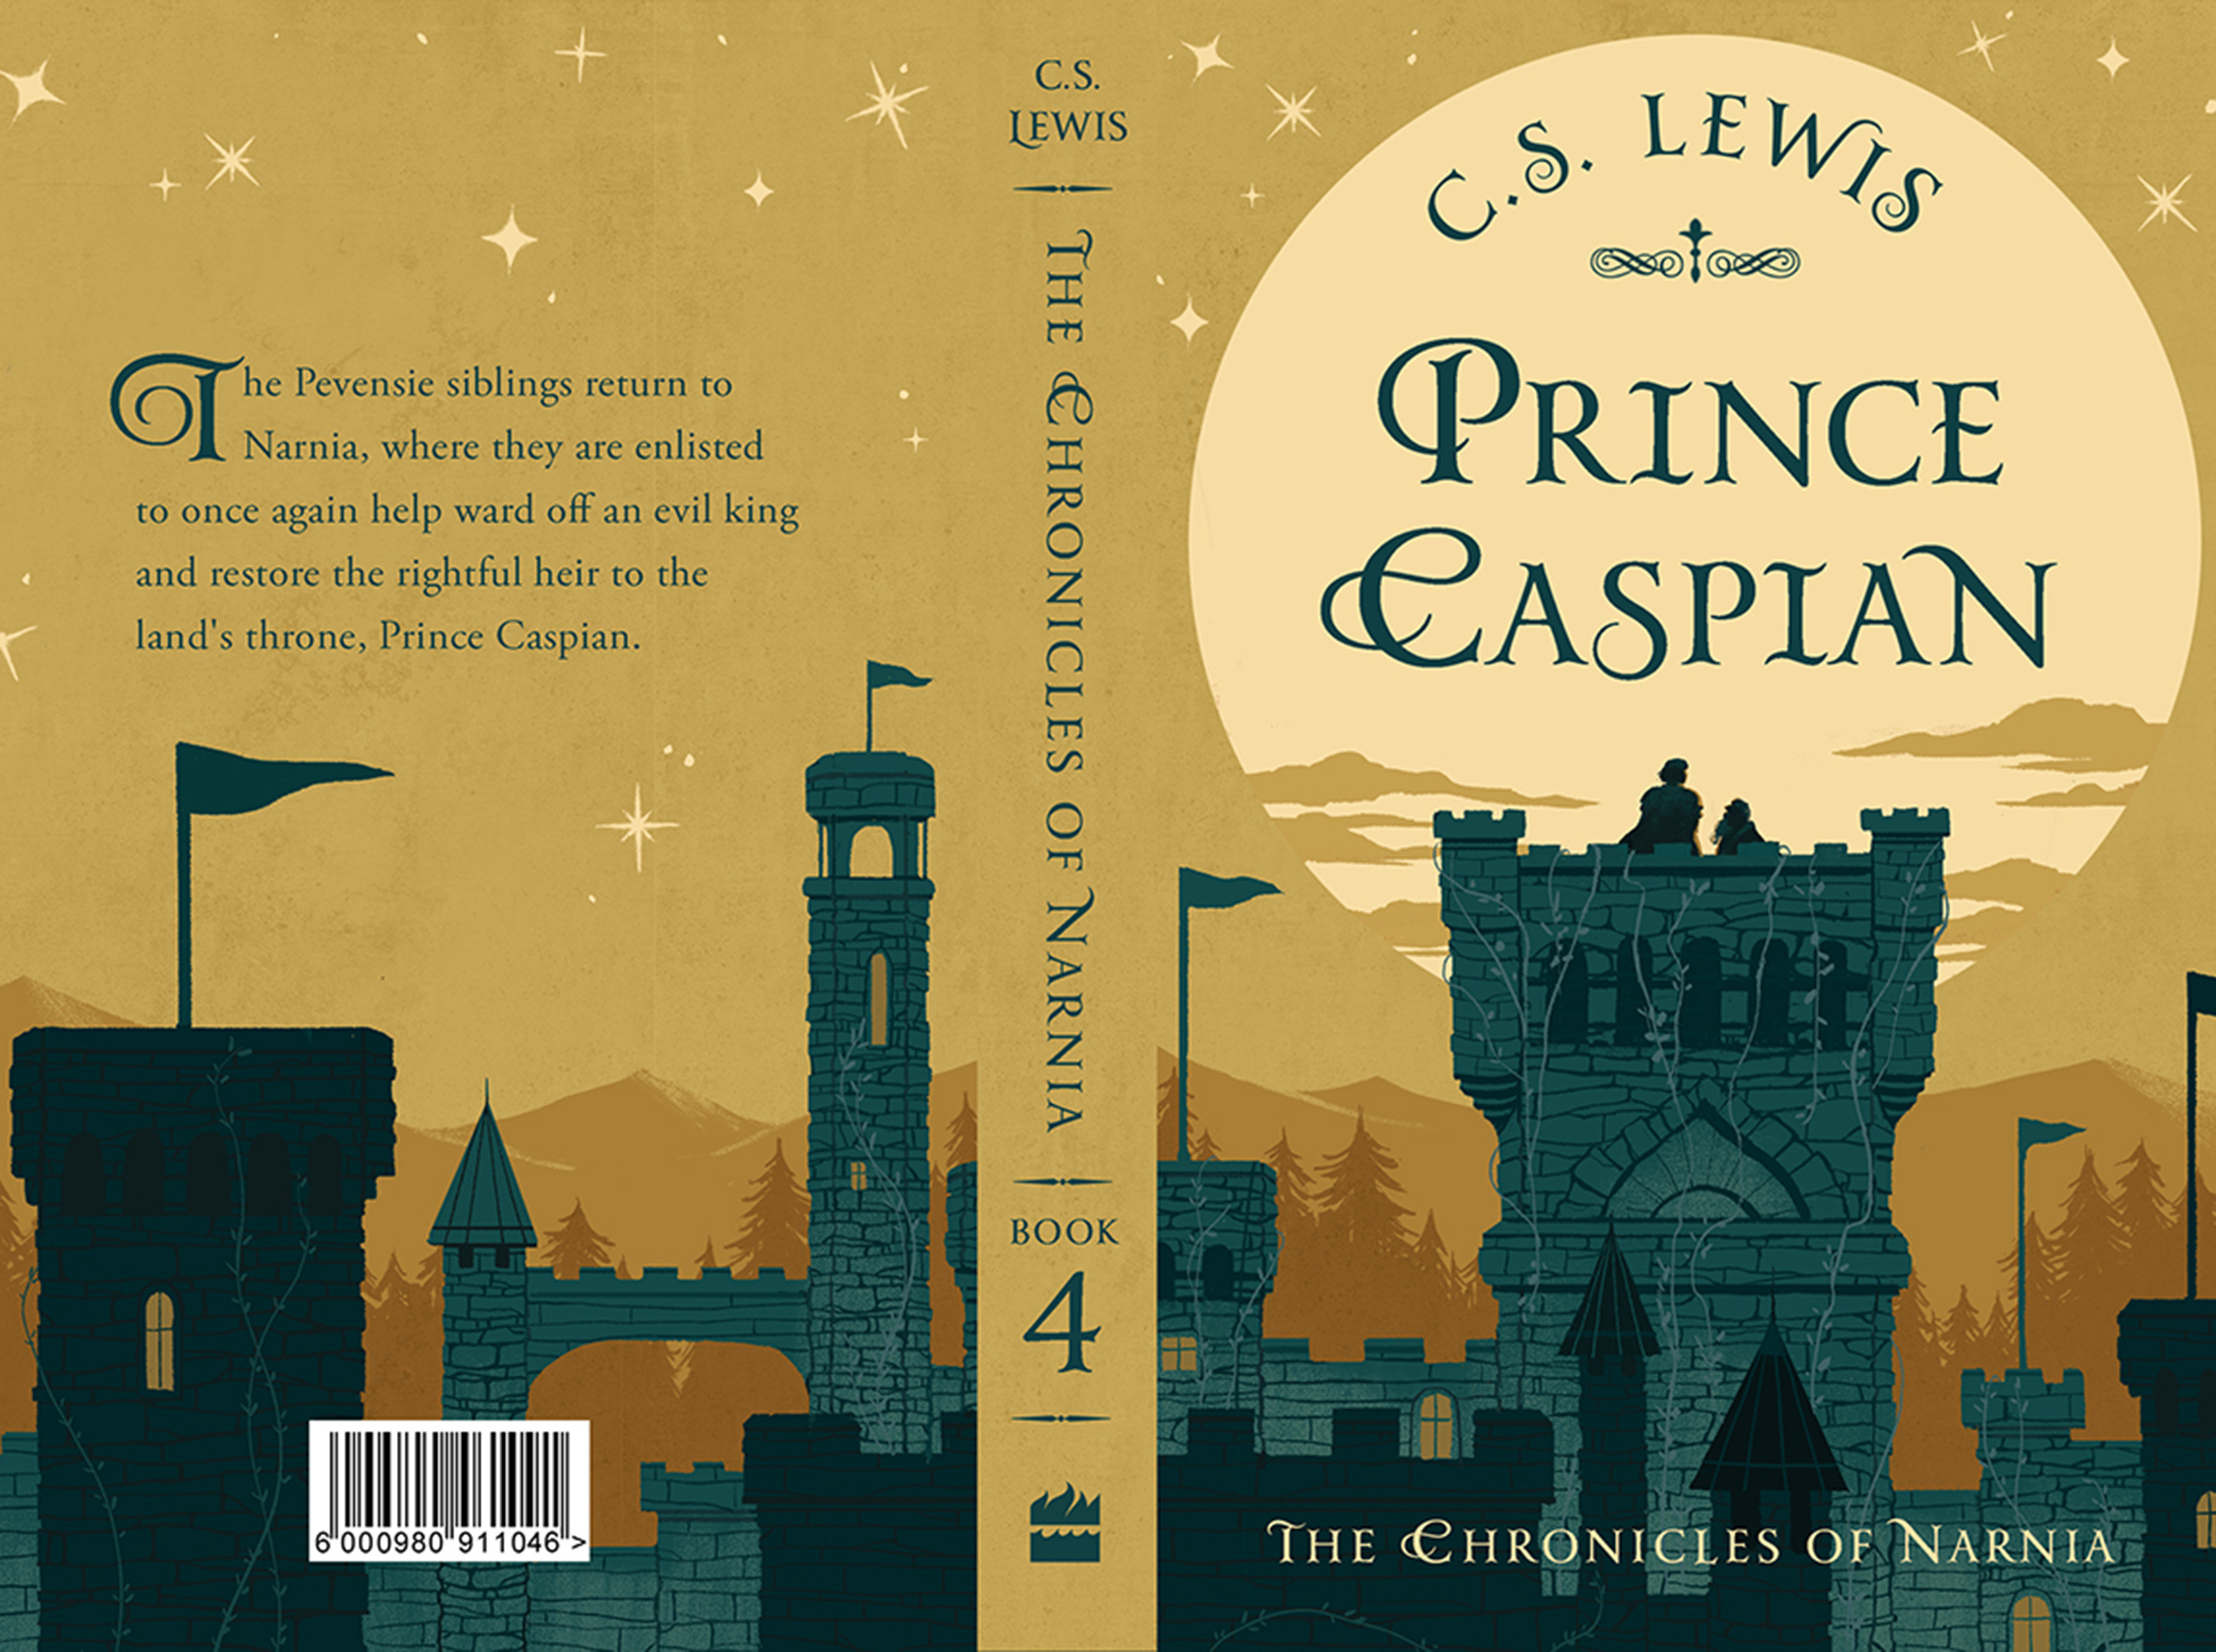 The Pevensie siblings return to
Narnia, where they are enlisted
to once again help ward off an evil king
and restore the rightful heir to the
land's throne, Prince Caspian.
6 000980 911046 >
C.S.
LEWIS
THE CHRONICLES OF NARNIA
BOOK
4
C.S. LEWIS
PRINCE
CASPIAN
THE CHRONICLES OF NARNIA